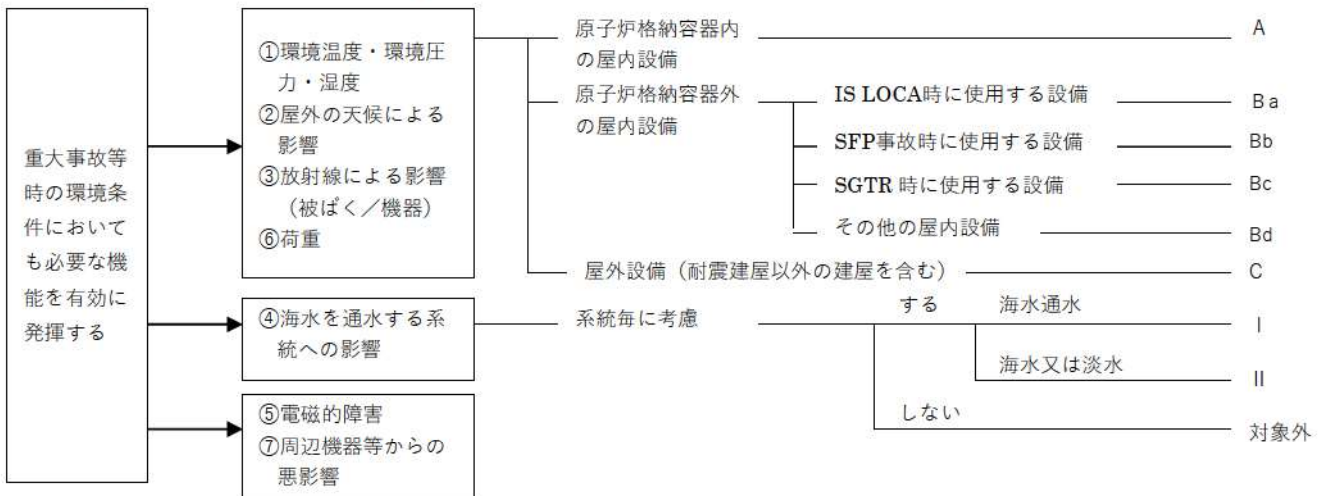 重大事故等
時の環境条
件において
も必要な機
能を有効に
発揮する
①環境温度・環境圧
力・湿度
②屋外の天候による
影響
③放射線による影響
（被ばく／機器）
⑥荷重
原子炉格納容器内
の屋内設備
A
原子炉格納容器外
の屋内設備
IS LOCA時に使用する設備
Ba
SFP事故時に使用する設備
Bb
SGTR 時に使用する設備
Bc
その他の屋内設備
Bd
屋外設備（耐震建屋以外の建屋を含む）
C
④海水を通水する系
統への影響
系統毎に考慮
する
海水通水
I
海水又は淡水
II
しない
対象外
⑤電磁的障害
⑦周辺機器等からの
悪影響